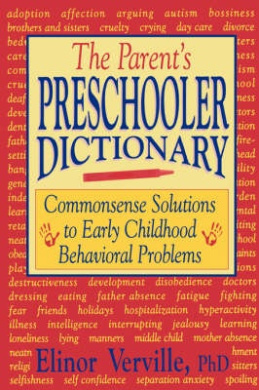 adoption affection arguing autism bossiness
brothers and sisters cruelty crying day care divorce
The Parent's
PRESCHOOLER
DICTIONARY
Commonsense Solutions
to Early Childhood
Behavioral Problems
destructiveness development disobedience doctors
dressing eating father absence fatigue fighting
fear friends holidays hospitalization hyperactivity
illness intelligence interrupting jealousy learning
loneliness lying manners middle child mother absence
Elinor Verville, PhD
selfishness self confidence separation anxiety spoiling